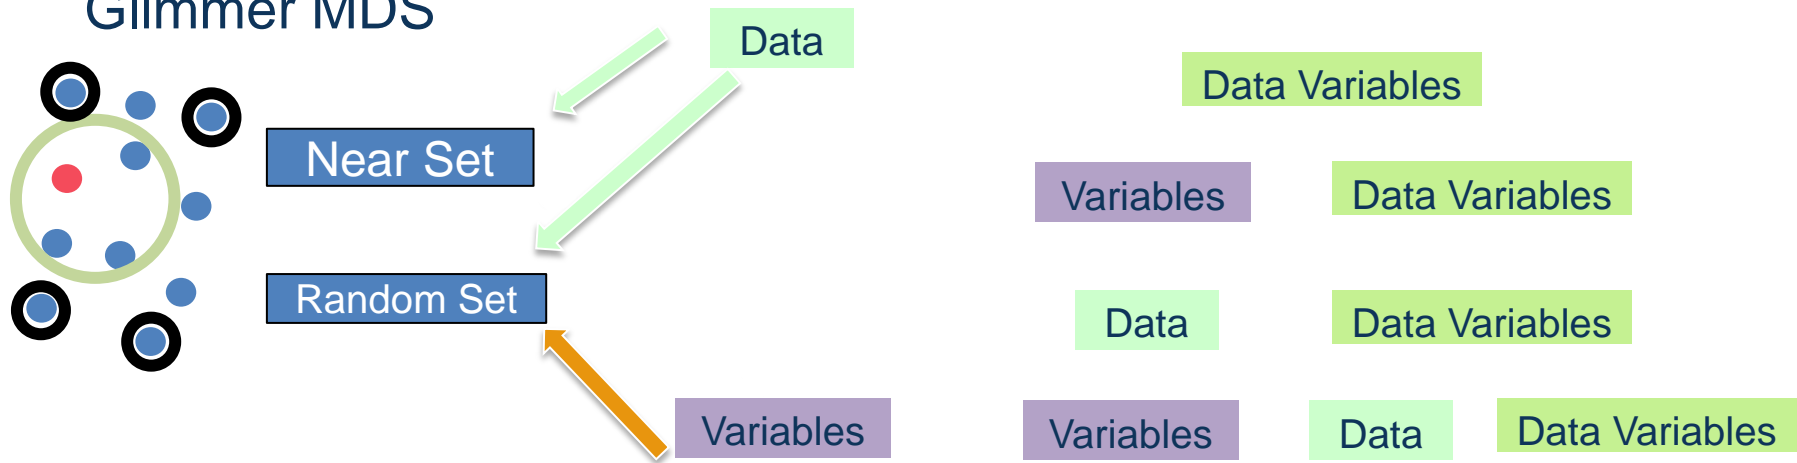 Glimmer MDS
Data
Near Set
Random Set
Variables
Data Variables
Variables
Data Variables
Data
Data Variables
Variables
Data
Data Variables